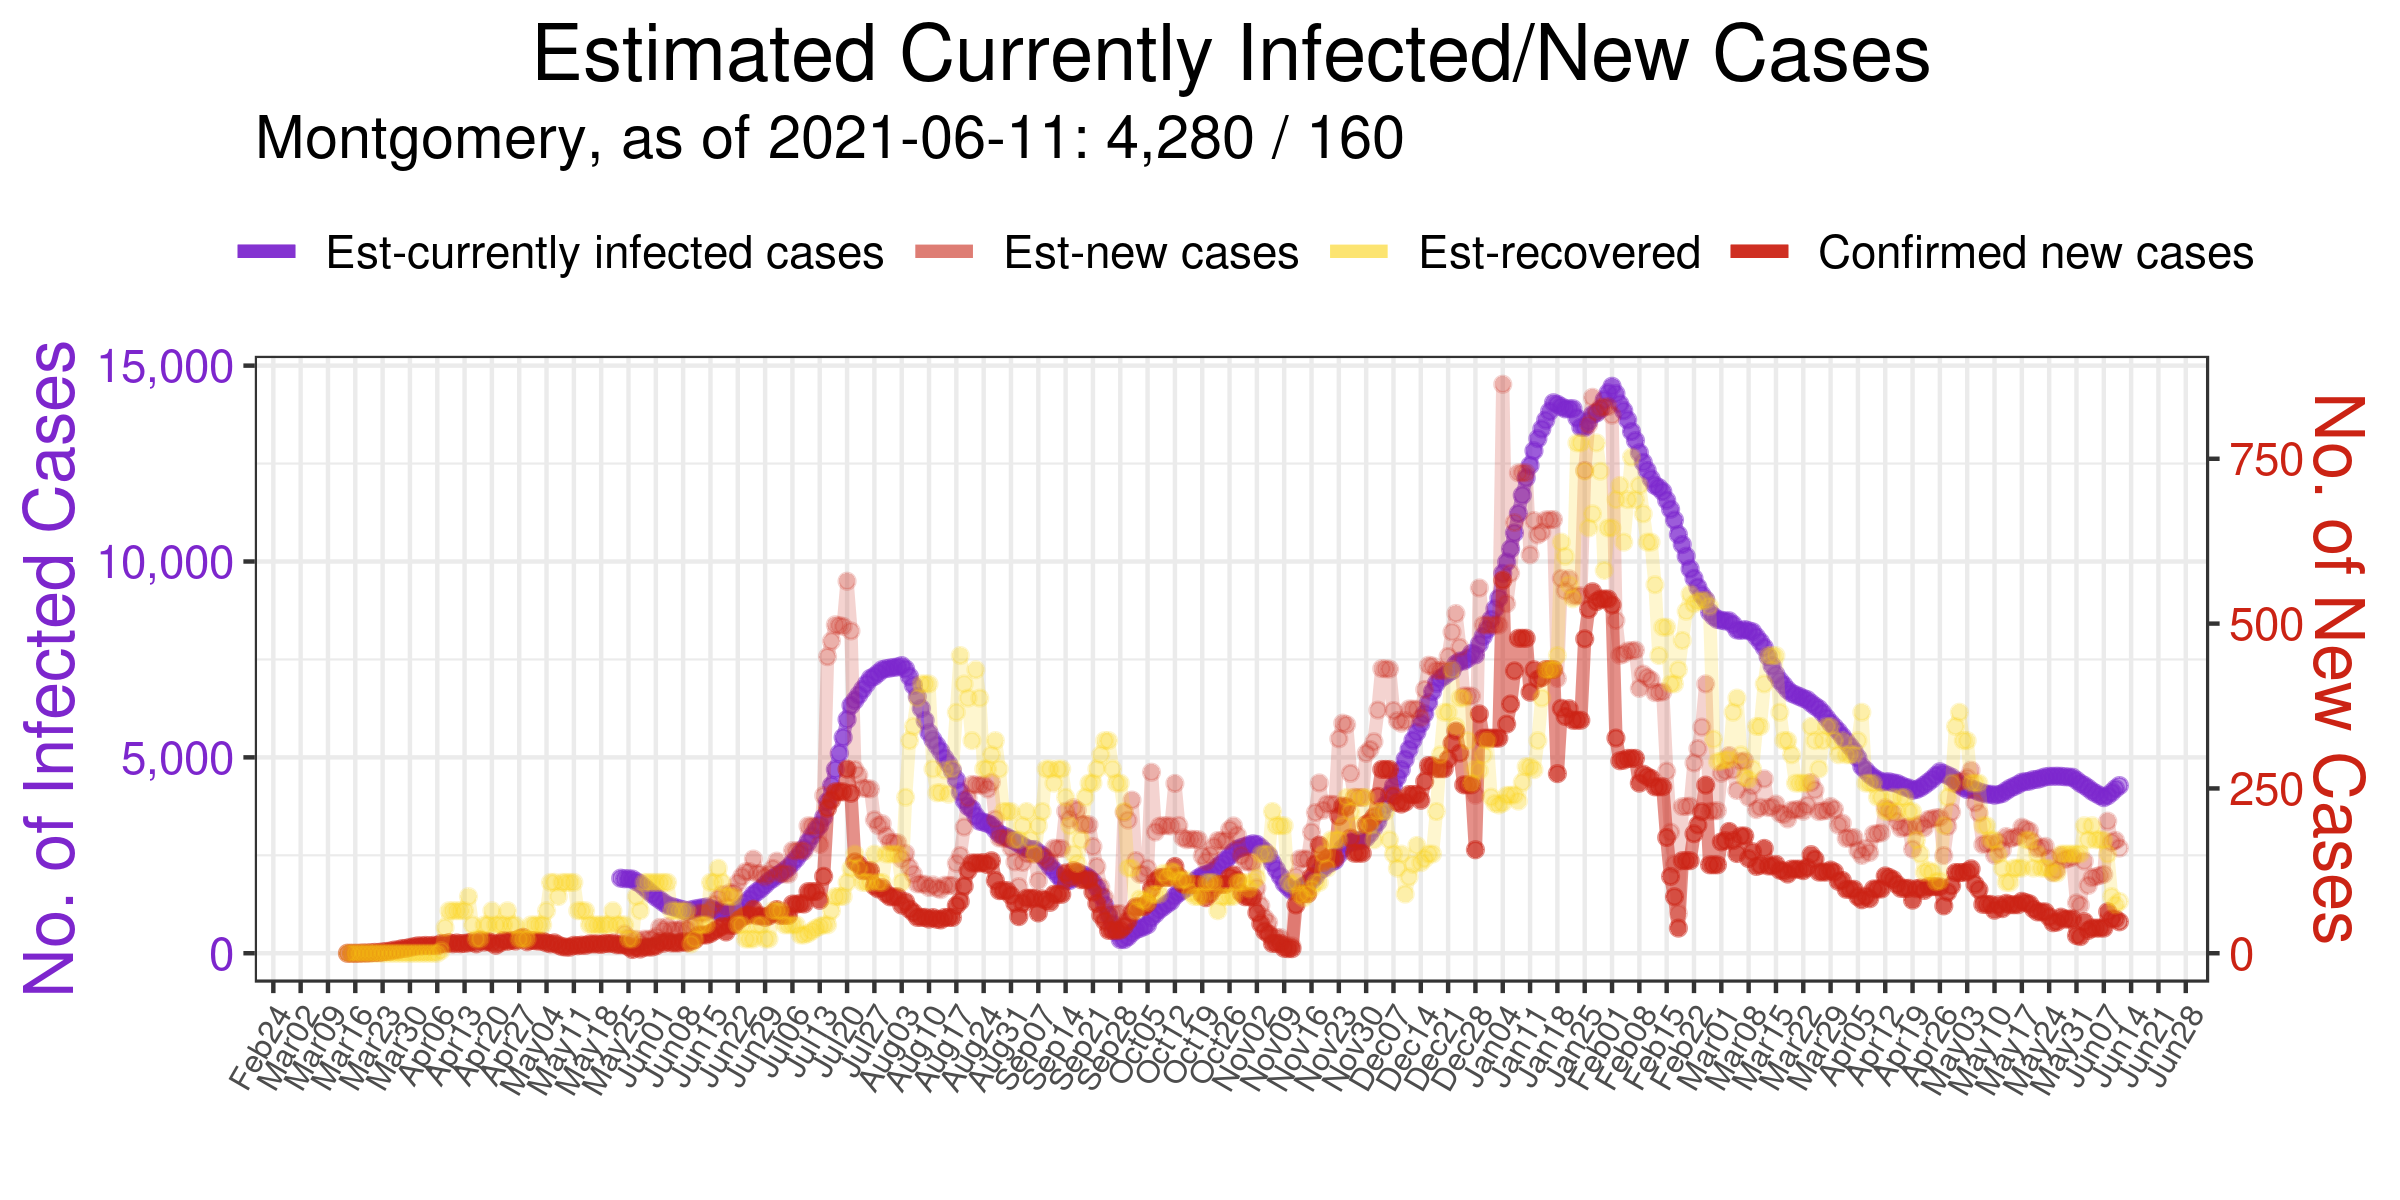 Estimated Currently Infected/New Cases
Montgomery, as of 2021-06-11: 4,280 / 160
Est-currently infected cases Est-new cases Est-recovered Confirmed new cases
No. of Infected Cases
15,000
10,000
5,000
0
750
500
250
0
No. of New Cases
Feb24 Mar02 Mar09 Mar16 Mar23 Mar30 Apr06 Apr13 Apr20 Apr27 May04 May11 May18 May25 Jun01 Jun08 Jun15 Jun22 Jun29 Jul06 Jul13 Jul20 Jul27 Aug03 Aug10 Aug17 Aug24 Aug31 Sep07 Sep14 Sep21 Sep28 Oct05 Oct12 Oct19 Oct26 Nov02 Nov09 Nov16 Nov23 Nov30 Dec07 Dec14 Dec21 Dec28 Jan04 Jan11 Jan18 Jan25 Feb01 Feb08 Feb15 Feb22 Mar01 Mar08 Mar15 Mar22 Mar29 Apr05 Apr12 Apr19 Apr26 May03 May10 May17 May24 May31 Jun07 Jun14 Jun21 Jun28